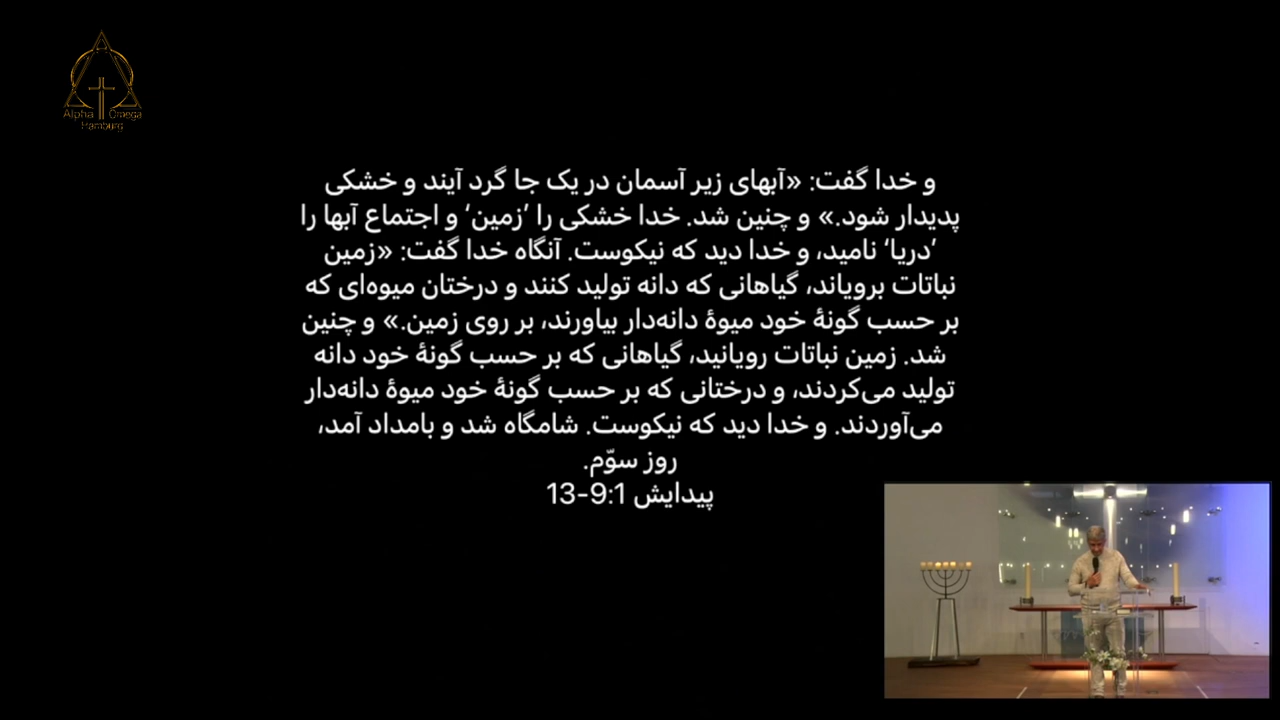 Alpha Omega
Hamburg
و خدا گفت: «آبهای زیر آسمان در یک جا گرد آیند و خشکی
پدیدار شود.» و چنین شد. خدا خشکی را ’زمین‘ و اجتماع آبها را
’دریا‘ نامید، و خدا دید که نیکوست. آنگاه خدا گفت: «زمین
نباتات برویاند، گیاهانی که دانه تولید کنند و درختان میوه‌ای که
بر حسب گونهٔ خود میوهٔ دانه‌دار بیاورند، بر روی زمین.» و چنین
شد. زمین نباتات رویانید، گیاهانی که بر حسب گونهٔ خود دانه
تولید می‌کردند، و درختانی که بر حسب گونهٔ خود میوهٔ دانه‌دار
می‌آوردند. و خدا دید که نیکوست. شامگاه شد و بامداد آمد،
روز سوّم.
پیدایش 1:9-13